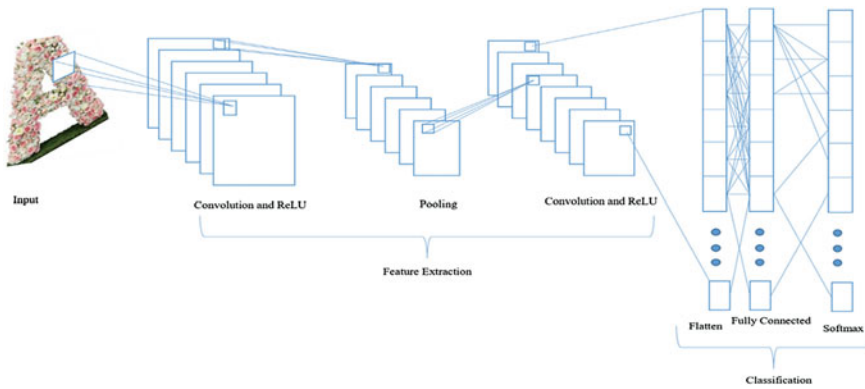 Input
Convolution and ReLU
Pooling
Convolution and ReLU
Feature Extraction
Flatten
Fully Connected
Softmax
Classification